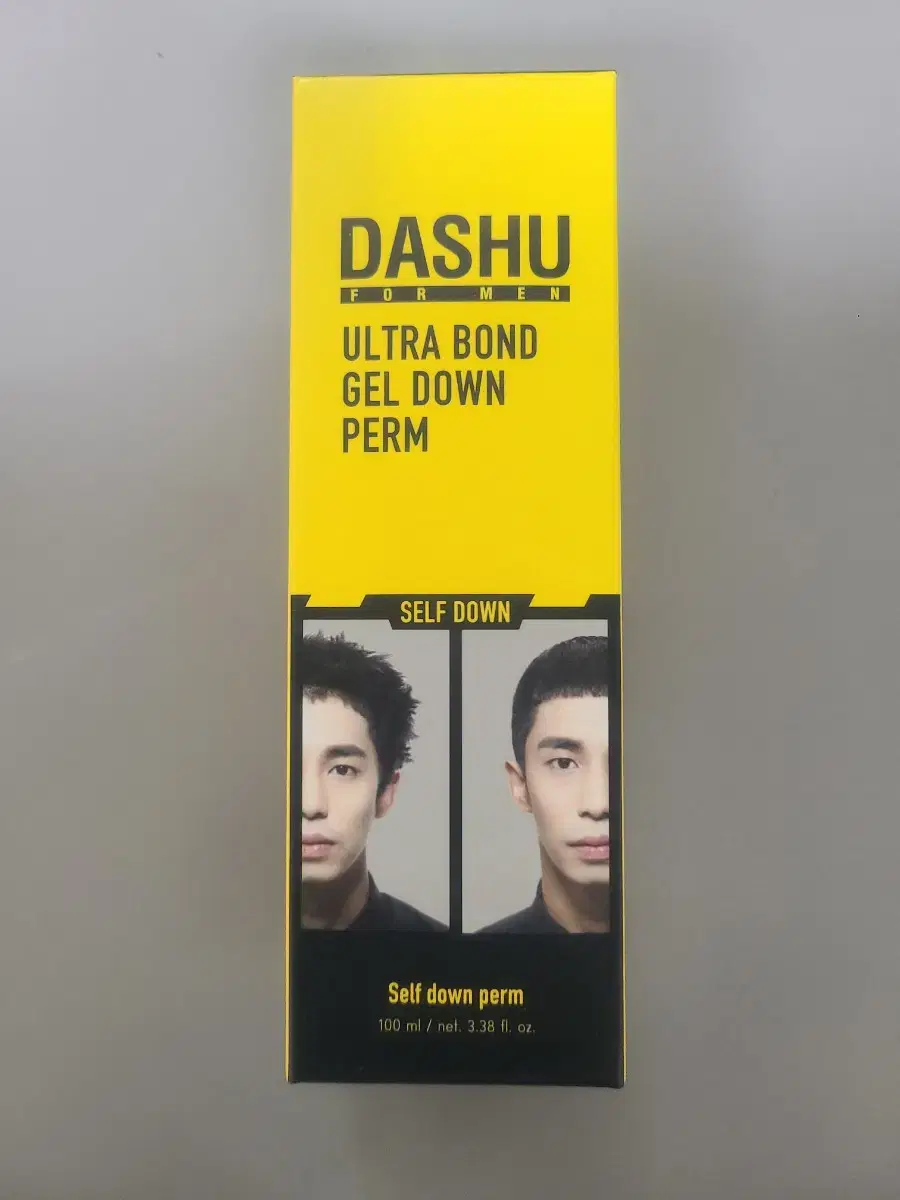 DASHU
FOR MEN
ULTRA BOND
GEL DOWN
PERM
SELF DOWN
Self down perm
100 ml / net. 3.38 fl. oz.